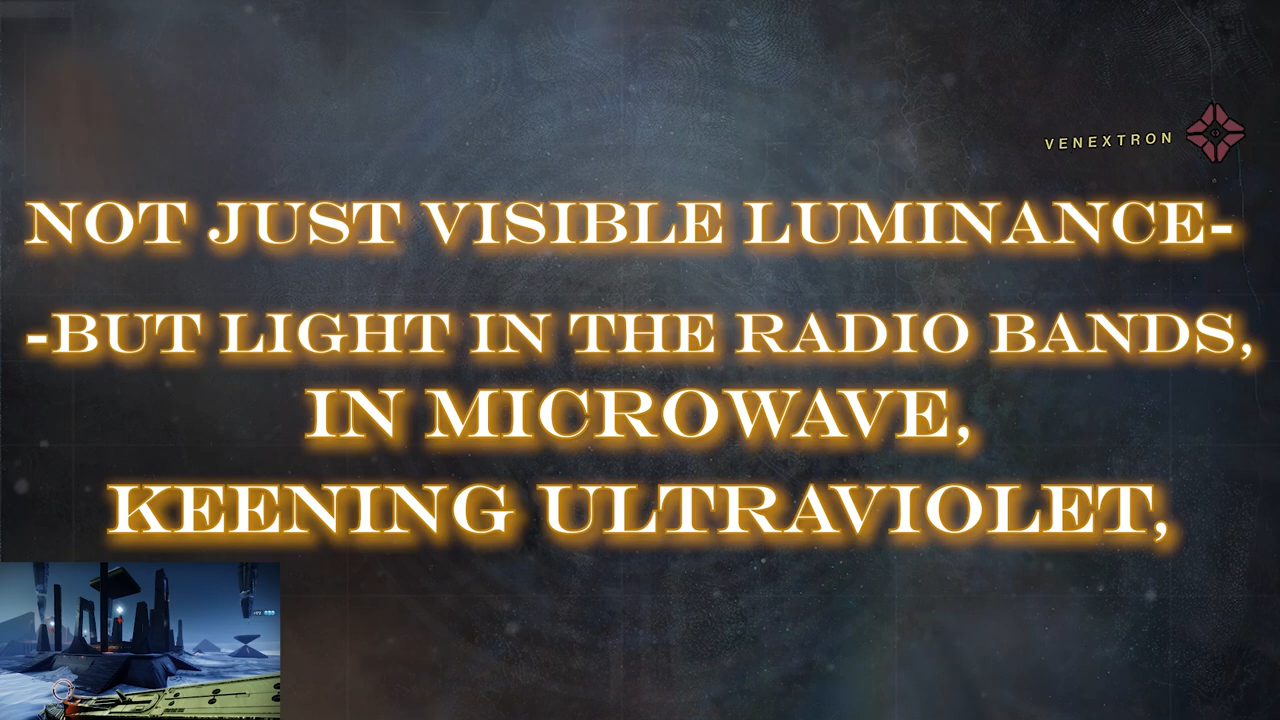 VENEXTRON
NOT JUST VISIBLE LUMINANCE-
-BUT LIGHT IN THE RADIO BANDS,
IN MICROWAVE,
KEENING ULTRAVIOLET,